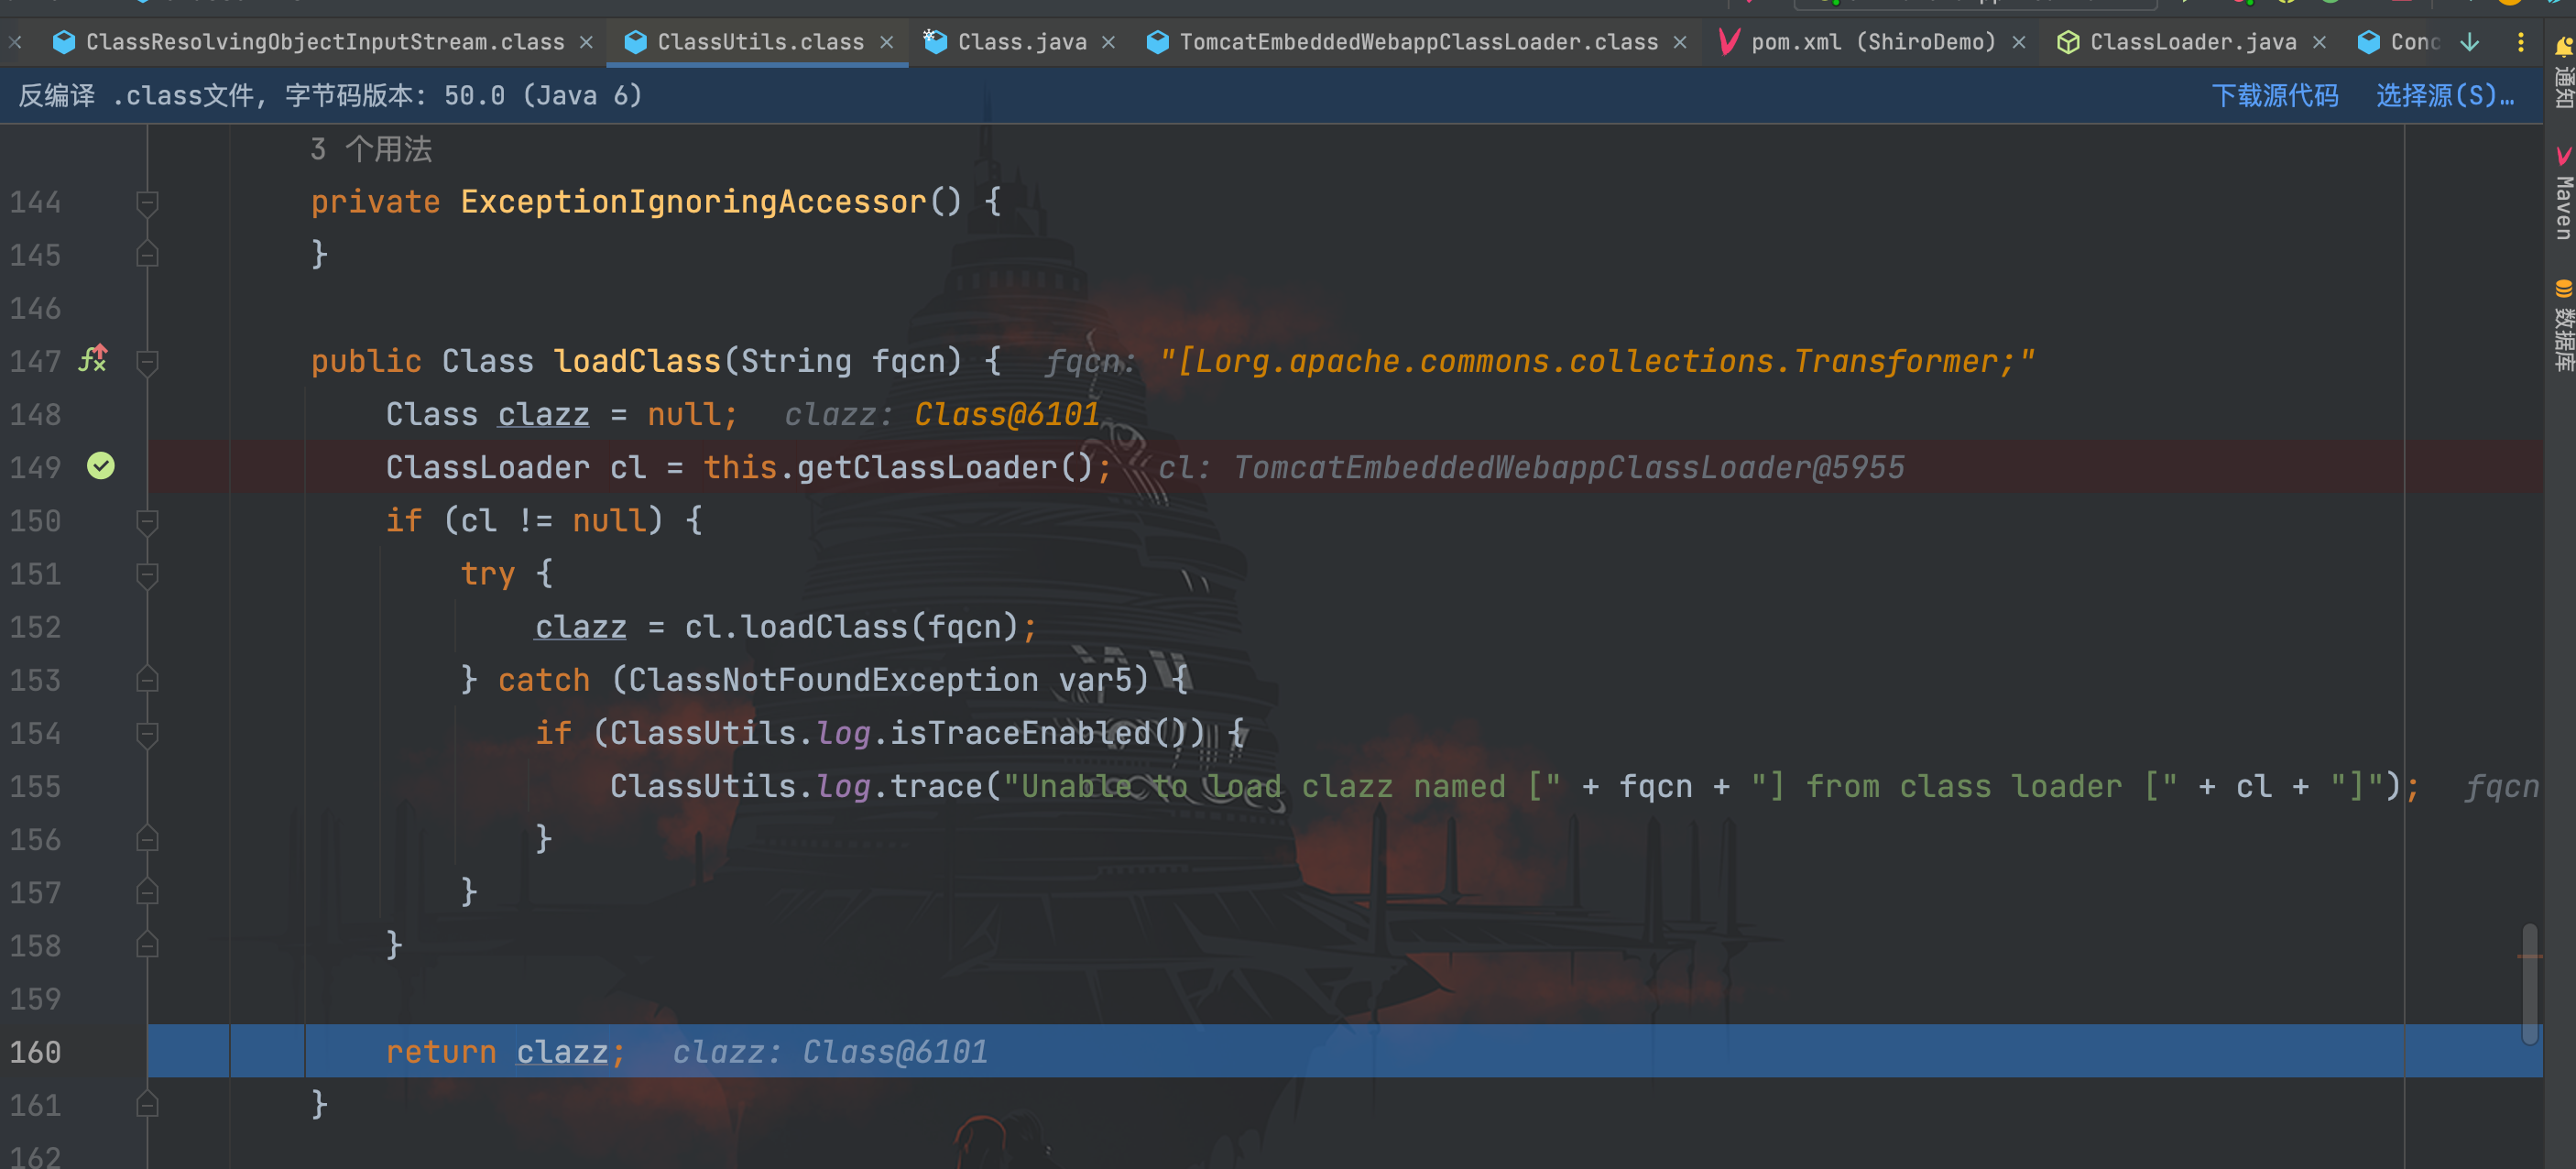 ClassResolvingObjectInputStream.class ClassUtils.class Class.java TomcatEmbeddedWebappClassLoader.class pom.xml (ShiroDemo) ClassLoader.java
反编译 .class文件, 字节码版本: 50.0 (Java 6) 下载源代码 选择源(S)…
3 个用法
144 private ExceptionIgnoringAccessor() {
145 }
146
147 public Class loadClass(String fqcn) { fqcn: "[Lorg.apache.commons.collections.Transformer;"
148 Class clazz = null; clazz: Class@6101
149 ClassLoader cl = this.getClassLoader(); cl: TomcatEmbeddedWebappClassLoader@5955
150 if (cl != null) {
151 try {
152 clazz = cl.loadClass(fqcn);
153 } catch (ClassNotFoundException var5) {
154 if (ClassUtils.log.isTraceEnabled()) {
155 ClassUtils.log.trace("Unable to load clazz named [" + fqcn + "] from class loader [" + cl + "]"); fqcn
156 }
157 }
158 }
159
160 return clazz; clazz: Class@6101
161 }
162
通知
Maven
数据库